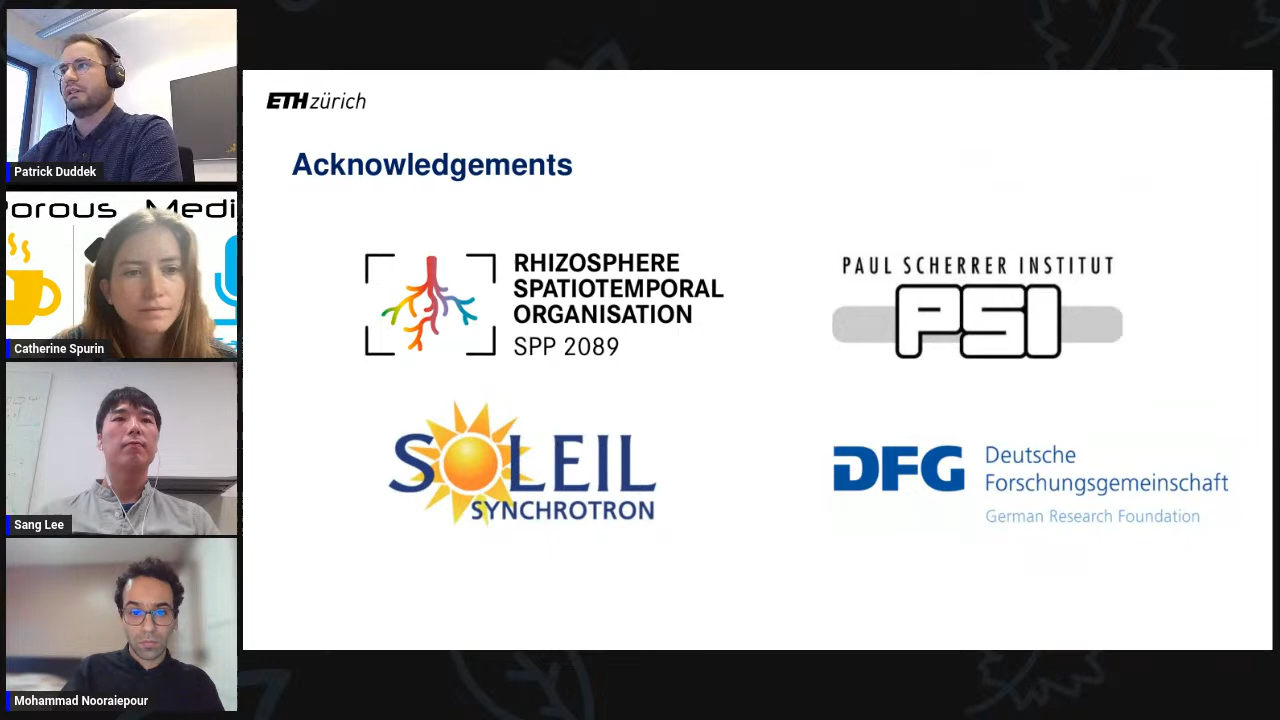 Patrick Duddek
Porous Medi
Catherine Spurin
Sang Lee
Mohammad Nooraiepour
ETH zürich
Acknowledgements
RHIZOSPHERE
SPATIOTEMPORAL
ORGANISATION
SPP 2089
PAUL SCHERRER INSTITUT
PSI
SOLEIL
SYNCHROTRON
DFG
Deutsche
Forschungsgemeinschaft
German Research Foundation